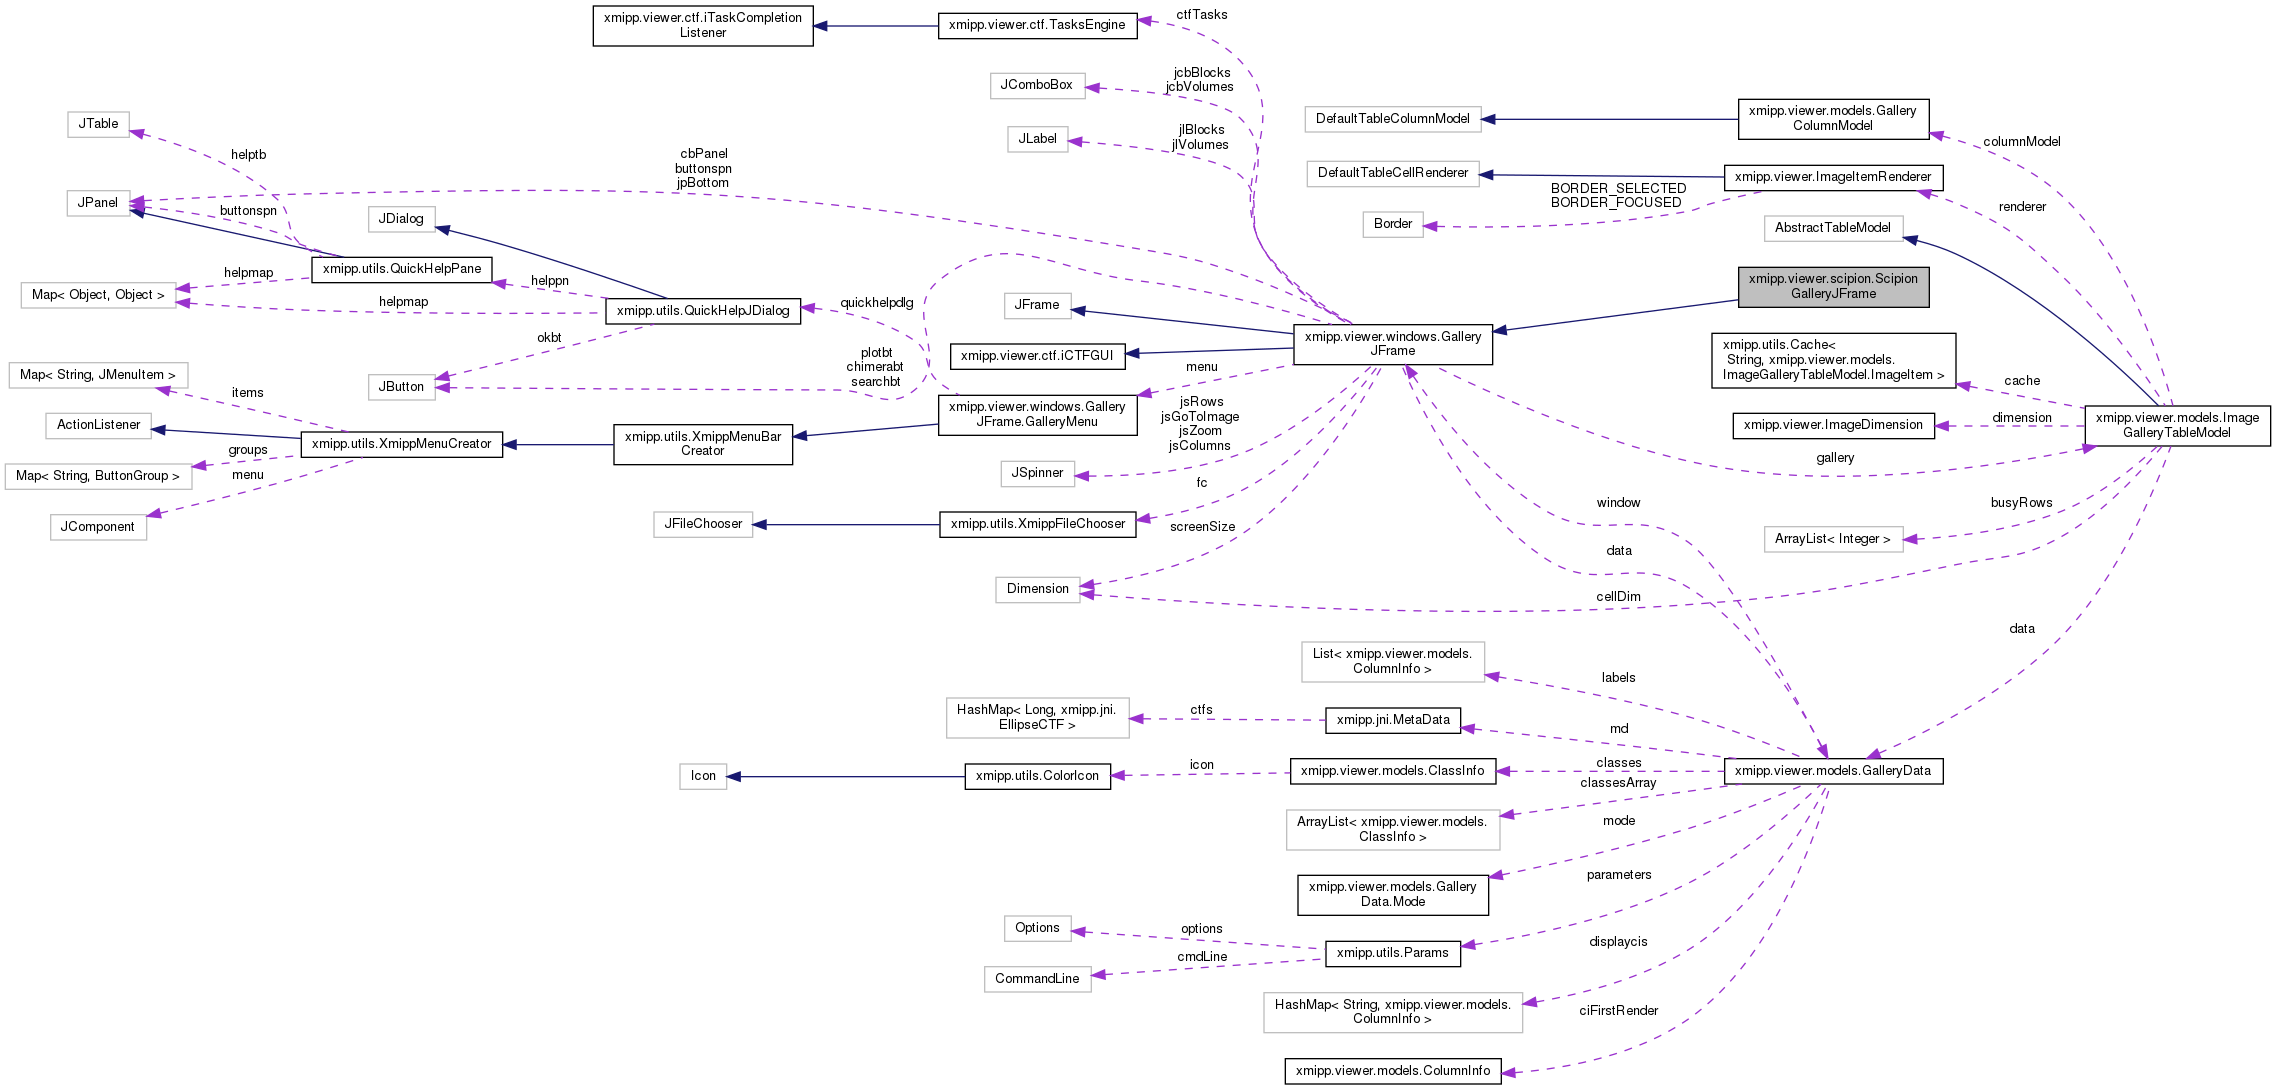 xmipp.viewer.ctf.iTaskCompletion
Listener
xmipp.viewer.ctf.TasksEngine
ctfTasks
JComboBox
jcbBlocks
jcbVolumes
JLabel
jlBlocks
jlVolumes
DefaultTableColumnModel
xmipp.viewer.models.Gallery
ColumnModel
columnModel
DefaultTableCellRenderer
xmipp.viewer.ImageItemRenderer
BORDER_SELECTED
BORDER_FOCUSED
Border
renderer
AbstractTableModel
JTable
helptb
JPanel
buttonspn
cbPanel
buttonspn
jpBottom
JDialog
xmipp.utils.QuickHelpPane
Map< Object, Object >
helpmap
helpmap
helppn
xmipp.utils.QuickHelpJDialog
quickhelpdlg
okbt
JButton
plotbt
chimerabt
searchbt
JFrame
xmipp.viewer.ctf.iCTFGUI
xmipp.viewer.windows.Gallery
JFrame
xmipp.viewer.scipion.Scipion
GalleryJFrame
xmipp.utils.Cache<
String, xmipp.viewer.models.
ImageGalleryTableModel.ImageItem >
cache
xmipp.viewer.ImageDimension
dimension
xmipp.viewer.models.Image
GalleryTableModel
Map< String, JMenuItem >
items
ActionListener
xmipp.utils.XmippMenuCreator
Map< String, ButtonGroup >
groups
menu
JComponent
xmipp.utils.XmippMenuBar
Creator
xmipp.viewer.windows.Gallery
JFrame.GalleryMenu
menu
jsRows
jsGoToImage
jsZoom
jsColumns
JSpinner
gallery
fc
JFileChooser
xmipp.utils.XmippFileChooser
screenSize
window
data
busyRows
ArrayList< Integer >
Dimension
cellDim
data
List< xmipp.viewer.models.
ColumnInfo >
labels
HashMap< Long, xmipp.jni.
EllipseCTF >
ctfs
xmipp.jni.MetaData
md
Icon
xmipp.utils.ColorIcon
icon
xmipp.viewer.models.ClassInfo
classes
xmipp.viewer.models.GalleryData
classesArray
ArrayList< xmipp.viewer.models.
ClassInfo >
mode
xmipp.viewer.models.Gallery
Data.Mode
parameters
Options
options
xmipp.utils.Params
CommandLine
cmdLine
displaycis
HashMap< String, xmipp.viewer.models.
ColumnInfo >
ciFirstRender
xmipp.viewer.models.ColumnInfo